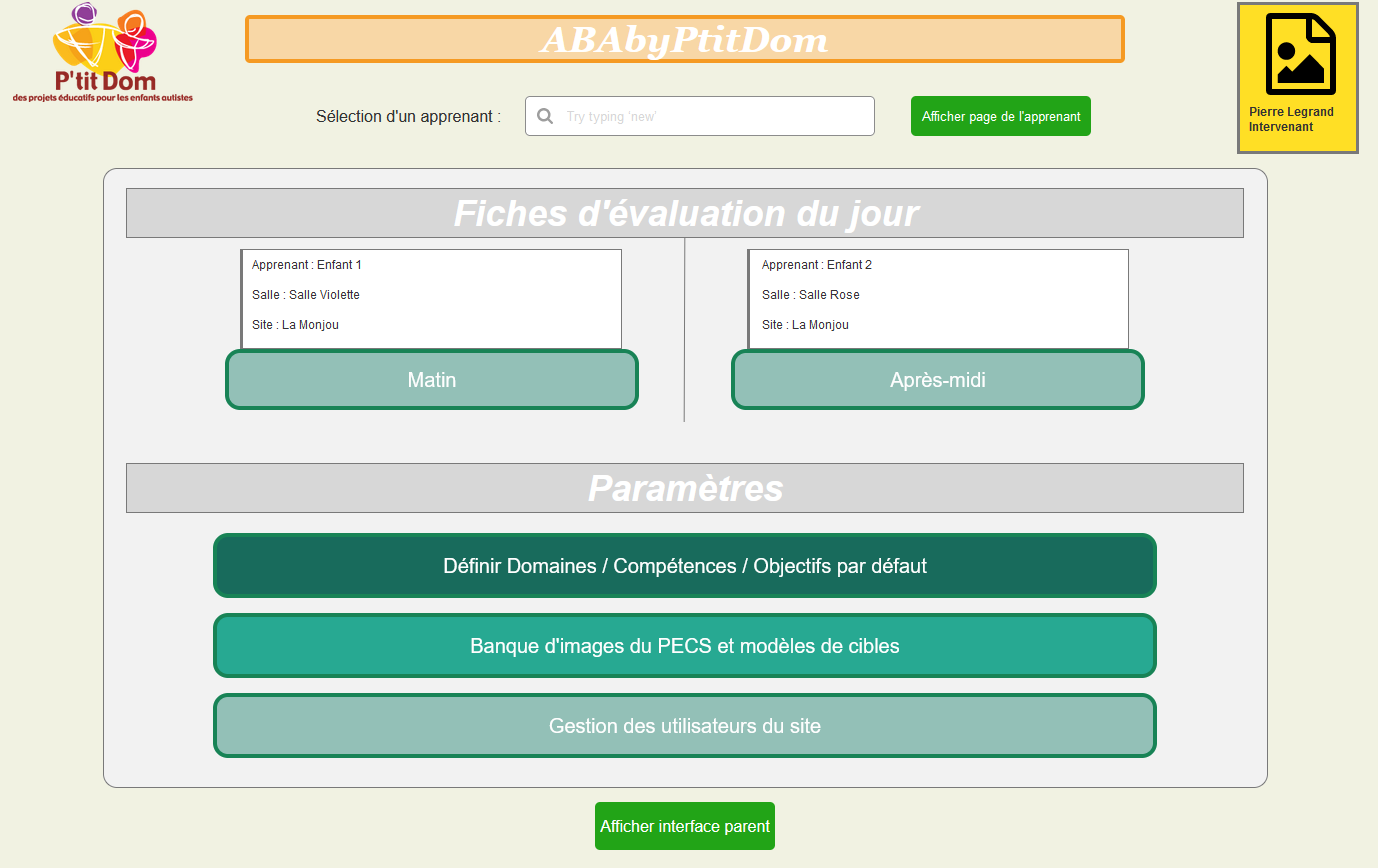 P'tit Dom
des projets éducatifs pour les enfants autistes
ABAbyPtitDom
Sélection d'un apprenant :
Try typing 'new'
Afficher page de l'apprenant
Pierre Legrand
Intervenant
Fiches d'évaluation du jour
Apprenant : Enfant 1
Salle : Salle Violette
Site : La Monjou
Matin
Apprenant : Enfant 2
Salle : Salle Rose
Site : La Monjou
Après-midi
Paramètres
Définir Domaines / Compétences / Objectifs par défaut
Banque d'images du PECS et modèles de cibles
Gestion des utilisateurs du site
Afficher interface parent